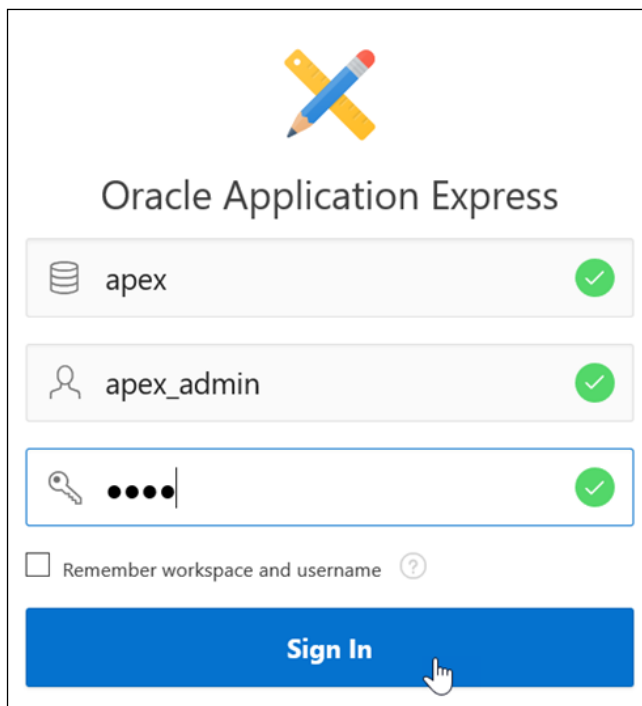 Oracle Application Express
apex
apex_admin
••••
Remember workspace and username ?
Sign In